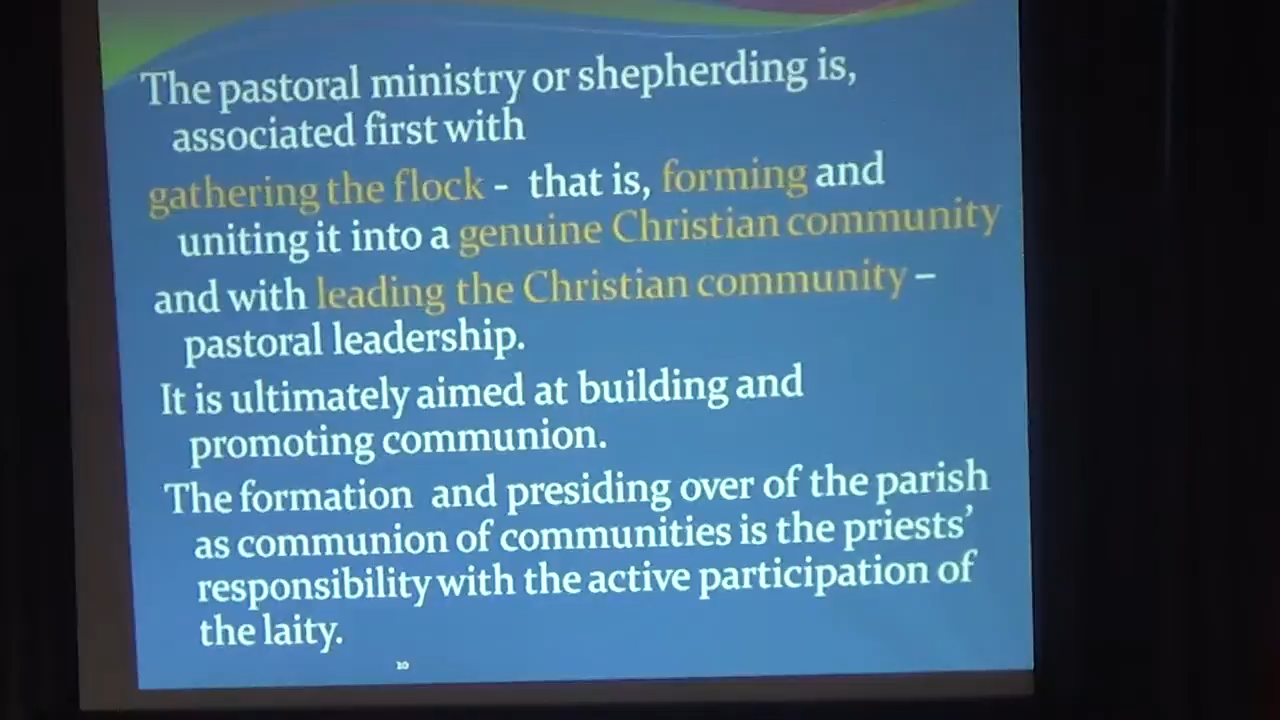 The pastoral ministry or shepherding is,
associated first with
gathering the flock - that is, forming and
uniting it into a genuine Christian community
and with leading the Christian community –
pastoral leadership.
It is ultimately aimed at building and
promoting communion.
The formation and presiding over of the parish
as communion of communities is the priests'
responsibility with the active participation of
the laity.
20